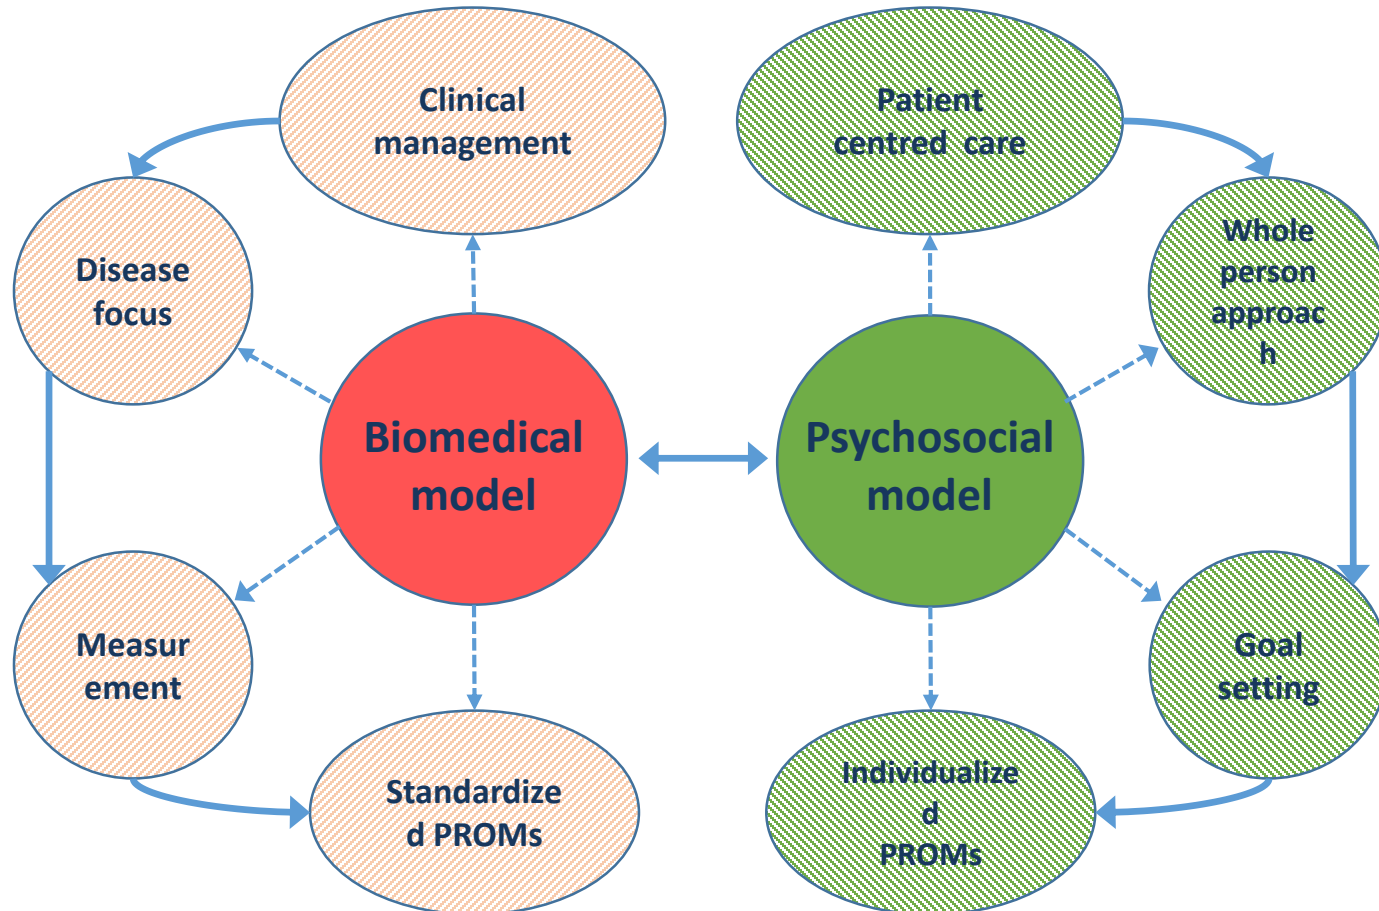 Clinical
management
Patient
centred care
Disease
focus
Whole
person
approac
h
Biomedical
model
Psychosocial
model
Measur
ement
Goal
setting
Standardize
d PROMs
Individualize
d
PROMs